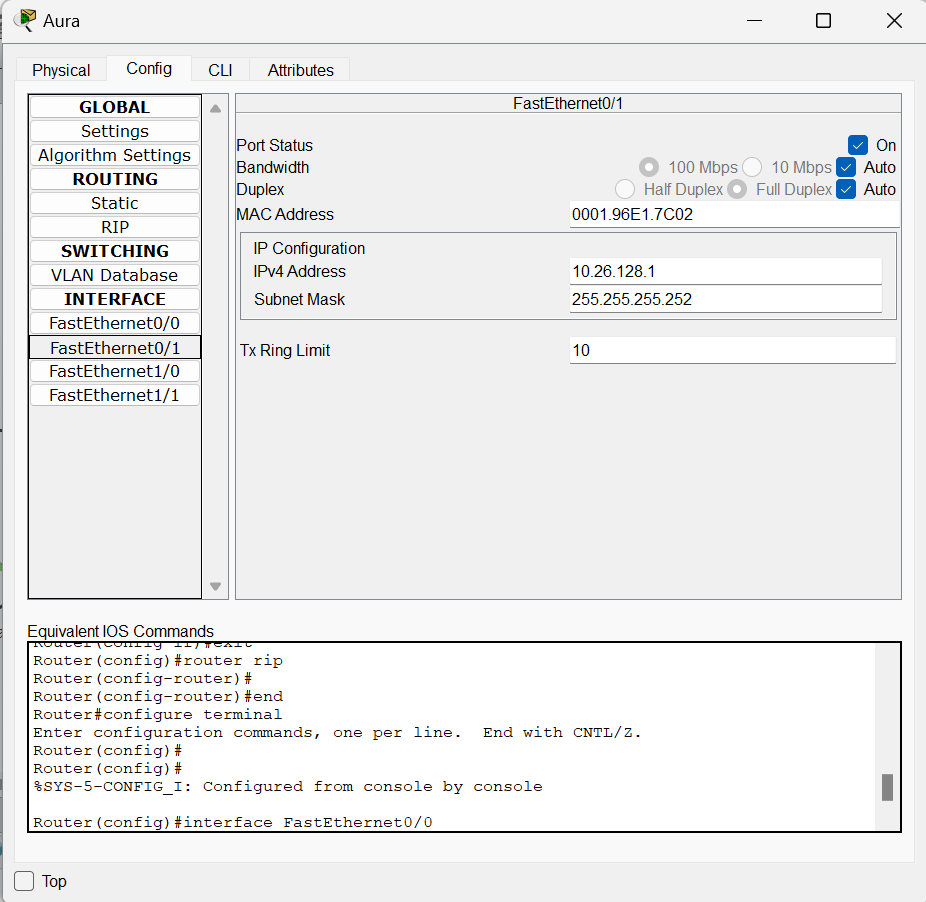 Aura
Physical Config CLI Attributes
GLOBAL
Settings
Algorithm Settings
ROUTING
Static
RIP
SWITCHING
VLAN Database
INTERFACE
FastEthernet0/0
FastEthernet0/1
FastEthernet1/0
FastEthernet1/1
FastEthernet0/1
Port Status On
Bandwidth 100 Mbps 10 Mbps Auto
Duplex Half Duplex Full Duplex Auto
MAC Address 0001.96E1.7C02
IP Configuration
IPv4 Address 10.26.128.1
Subnet Mask 255.255.255.252
Tx Ring Limit 10
Equivalent IOS Commands
Router(config-if)#exit
Router(config)#router rip
Router(config-router)#
Router(config-router)#end
Router#configure terminal
Enter configuration commands, one per line.  End with CNTL/Z.
Router(config)#
Router(config)#
%SYS-5-CONFIG_I: Configured from console by console
Router(config)#interface FastEthernet0/0
Top